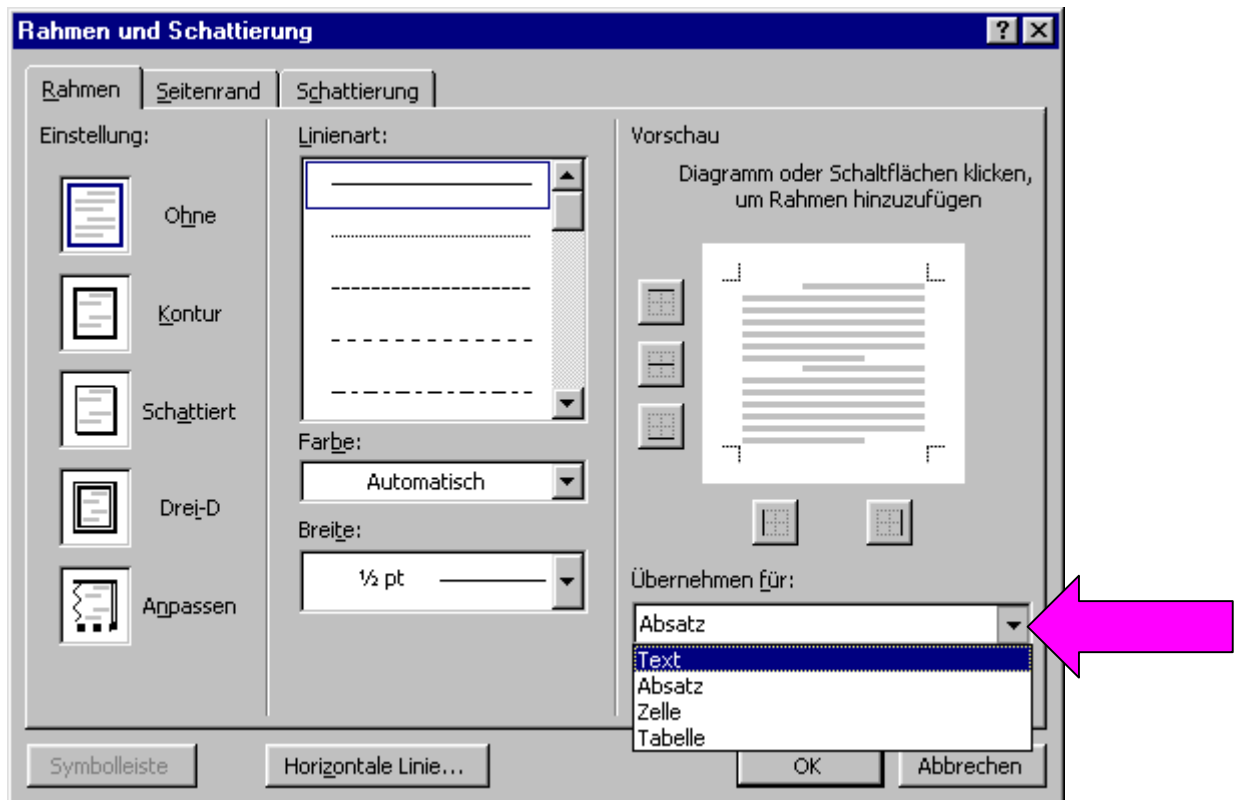 Rahmen und Schattierung
Rahmen
Seitenrand
Schattierung
Einstellung:
Ohne
Kontur
Schattiert
Drei-D
Anpassen
Linienart:
Farbe:
Automatisch
Breite:
½ pt
Vorschau
Diagramm oder Schaltflächen klicken,
um Rahmen hinzuzufügen
Übernehmen für:
Absatz
Text
Absatz
Zelle
Tabelle
Symbolleiste
Horizontale Linie...
OK
Abbrechen